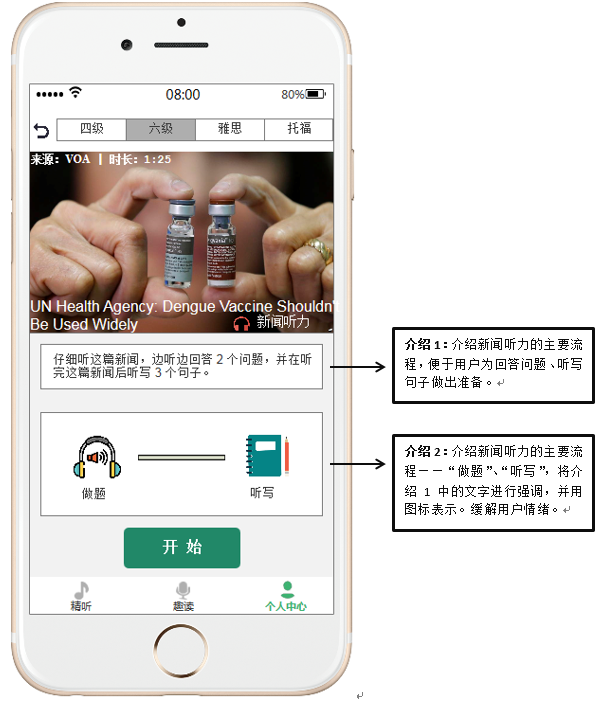 08:00
80%
四级 六级 雅思 托福
来源：VOA | 时长：1:25
UN Health Agency: Dengue Vaccine Shouldn't
Be Used Widely
新闻听力
仔细听这篇新闻，边听边回答 2 个问题，并在听
完这篇新闻后听写 3 个句子。
介绍 1：介绍新闻听力的主要流
程，便于用户为回答问题、听写
句子做出准备。
介绍 2：介绍新闻听力的主要流
程——“做题”、“听写”，将介
绍 1 中的文字进行强调，并用
图标表示。缓解用户情绪。
做题 听写
开 始
精听 趣读 个人中心